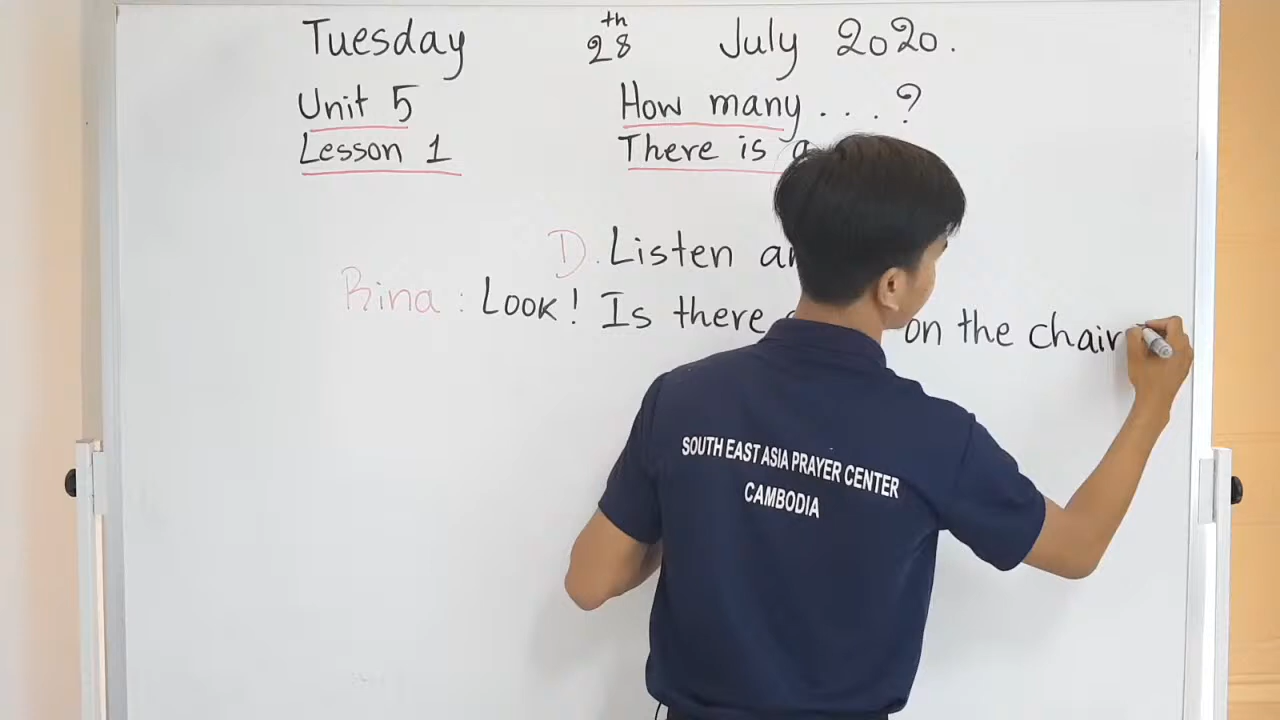 Tuesday 28th July 2020.
Unit 5 How many ...?
Lesson 1 There is a
D. Listen
Rina : Look! Is there on the chair
SOUTH EAST ASIA PRAYER CENTER
CAMBODIA